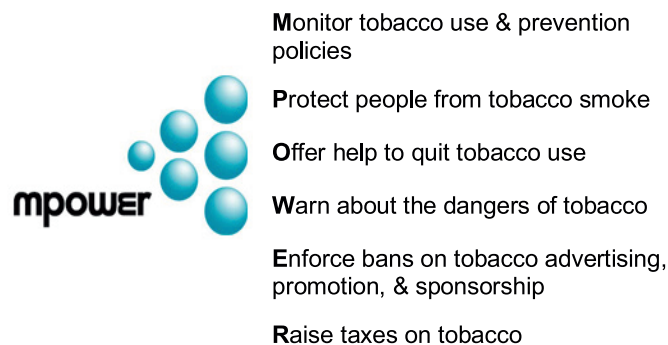 Monitor tobacco use & prevention
policies
Protect people from tobacco smoke
Offer help to quit tobacco use
mpower
Warn about the dangers of tobacco
Enforce bans on tobacco advertising,
promotion, & sponsorship
Raise taxes on tobacco